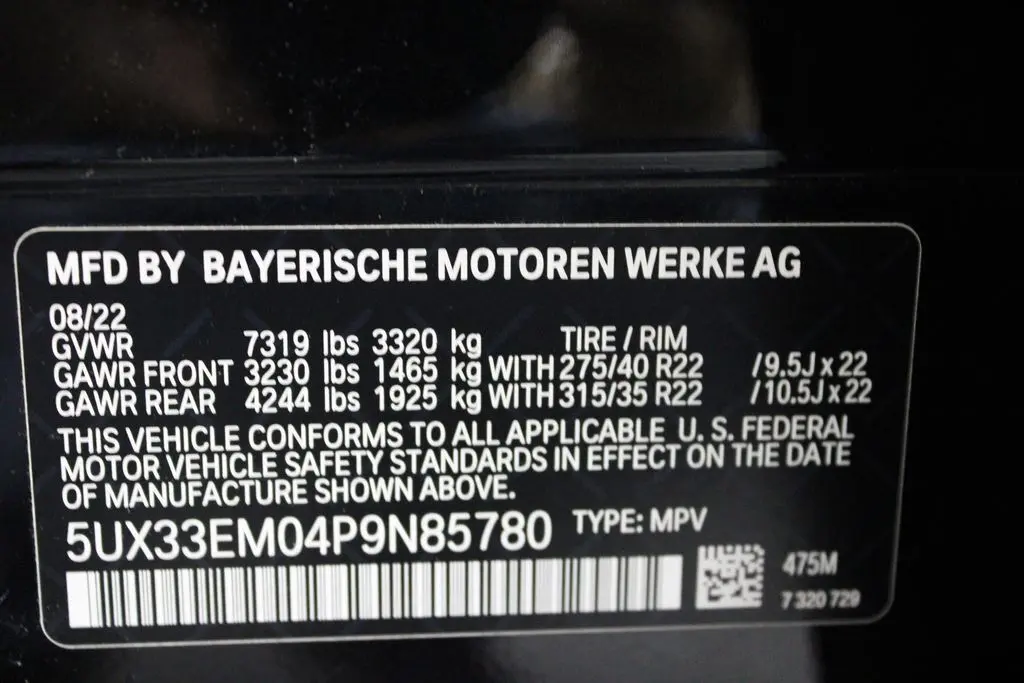 MFD BY BAYERISCHE MOTOREN WERKE AG
08/22
GVWR 7319 lbs 3320 kg TIRE / RIM
GAWR FRONT 3230 lbs 1465 kg WITH 275/40 R22 /9.5J x 22
GAWR REAR 4244 lbs 1925 kg WITH 315/35 R22 /10.5J x 22
THIS VEHICLE CONFORMS TO ALL APPLICABLE U. S. FEDERAL
MOTOR VEHICLE SAFETY STANDARDS IN EFFECT ON THE DATE
OF MANUFACTURE SHOWN ABOVE.
5UX33EM04P9N85780 TYPE: MPV
475M
7 320 729